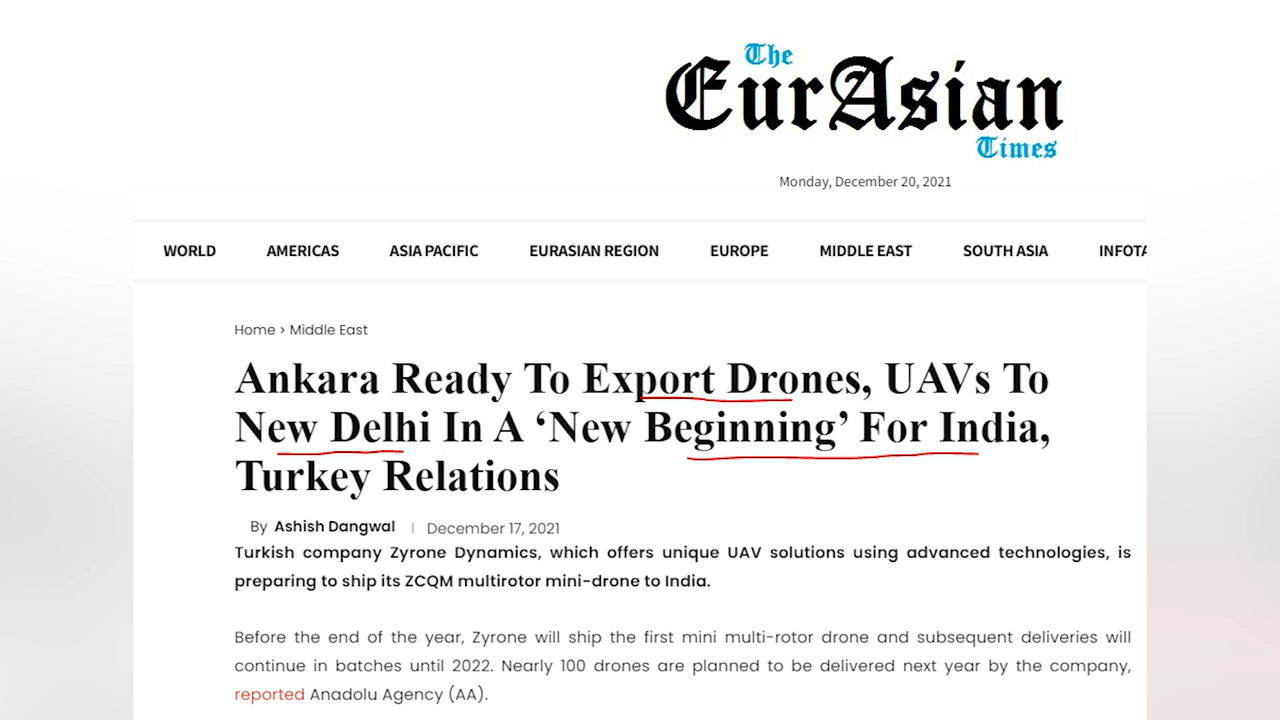 The
EurAsian
Times
Monday, December 20, 2021
WORLD AMERICAS ASIA PACIFIC EURASIAN REGION EUROPE MIDDLE EAST SOUTH ASIA INFOTA
Home › Middle East
Ankara Ready To Export Drones, UAVs To
New Delhi In A ‘New Beginning’ For India,
Turkey Relations
By Ashish Dangwal | December 17, 2021
Turkish company Zyrone Dynamics, which offers unique UAV solutions using advanced technologies, is
preparing to ship its ZCQM multirotor mini-drone to India.
Before the end of the year, Zyrone will ship the first mini multi-rotor drone and subsequent deliveries will
continue in batches until 2022. Nearly 100 drones are planned to be delivered next year by the company,
reported Anadolu Agency (AA).